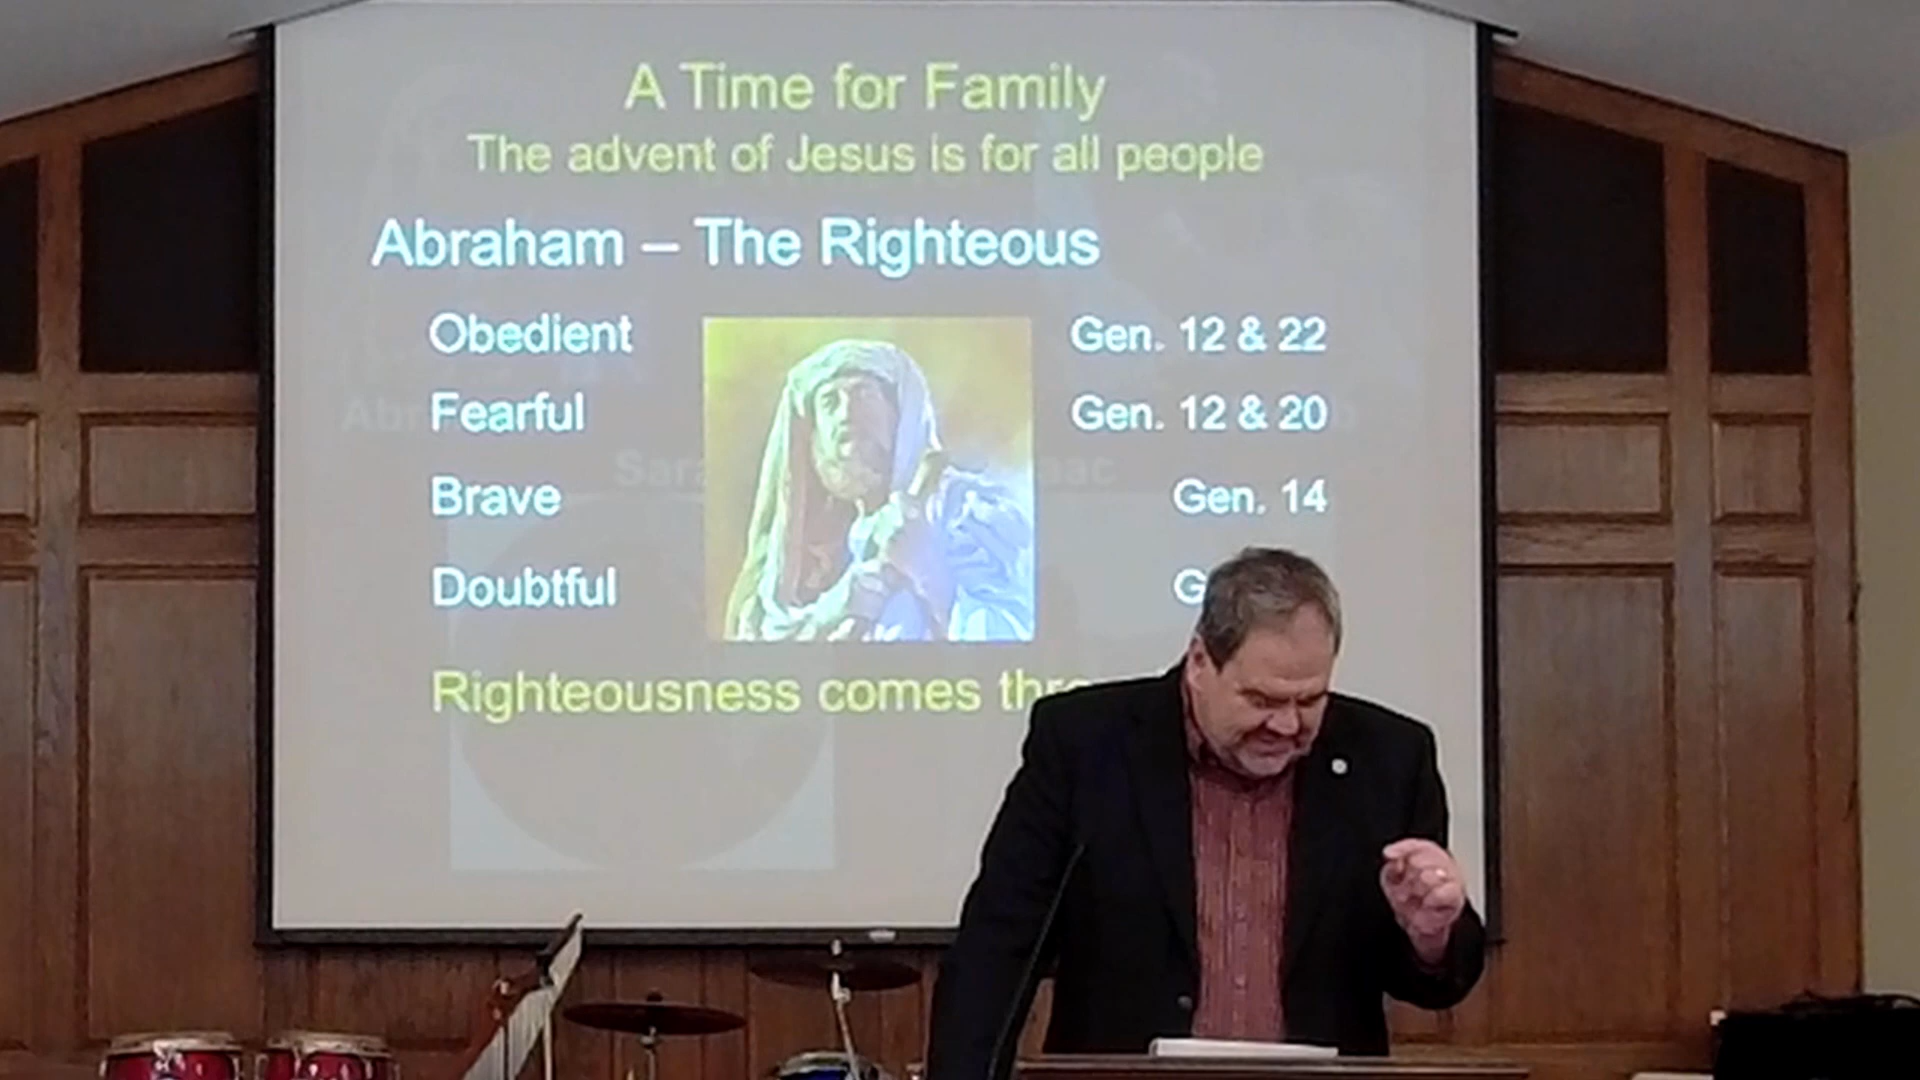 A Time for Family
The advent of Jesus is for all people
Abraham – The Righteous
Obedient Gen. 12 & 22
Fearful Gen. 12 & 20
Brave Gen. 14
Doubtful
Righteousness comes